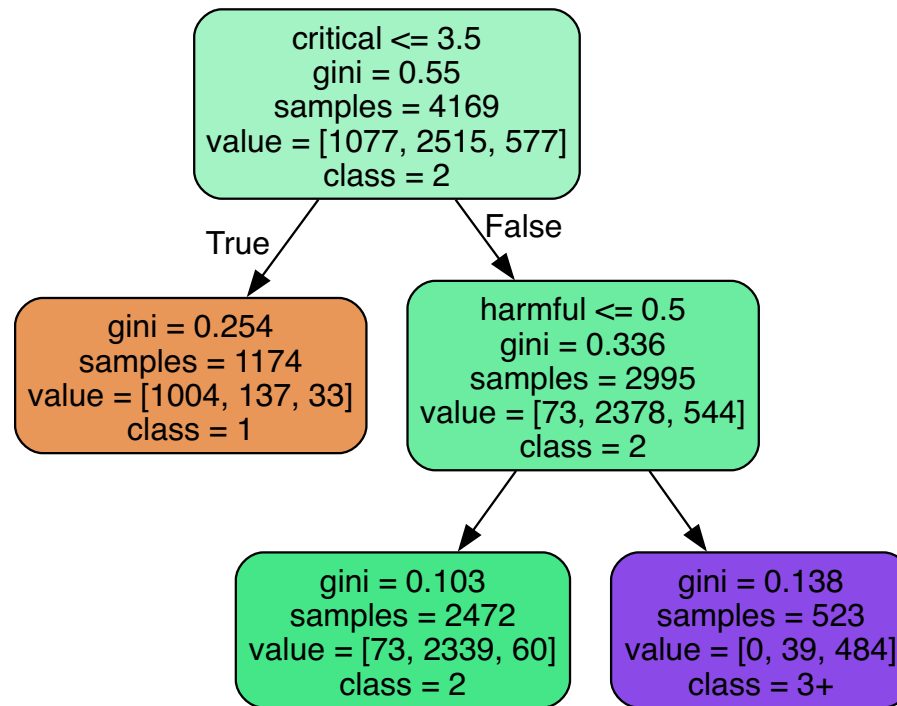 critical <= 3.5
gini = 0.55
samples = 4169
value = [1077, 2515, 577]
class = 2
True
False
gini = 0.254
samples = 1174
value = [1004, 137, 33]
class = 1
harmful <= 0.5
gini = 0.336
samples = 2995
value = [73, 2378, 544]
class = 2
gini = 0.103
samples = 2472
value = [73, 2339, 60]
class = 2
gini = 0.138
samples = 523
value = [0, 39, 484]
class = 3+